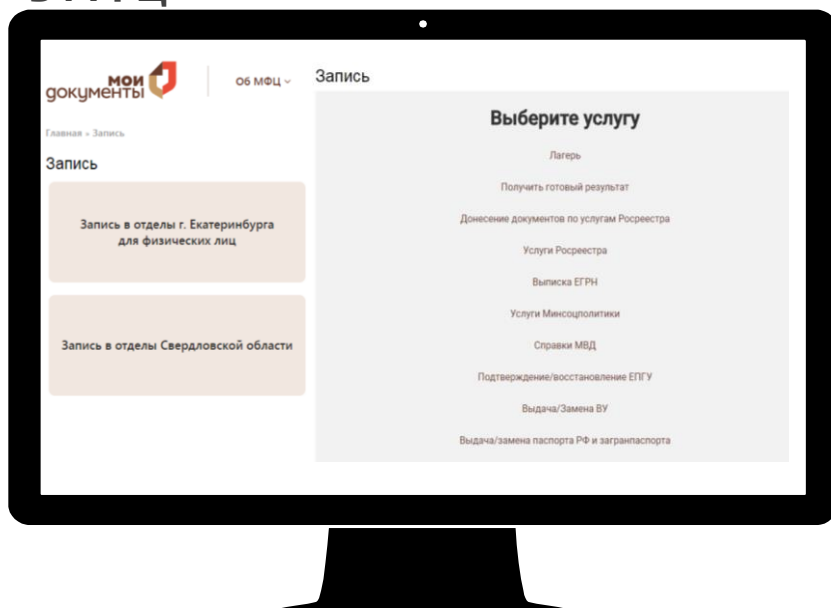 мои
документы
Об МФЦ
Главная » Запись
Запись
Запись в отделы г. Екатеринбурга
для физических лиц
Запись в отделы Свердловской области
Запись
Выберите услугу
Лагерь
Получить готовый результат
Донесение документов по услугам Росреестра
Услуги Росреестра
Выписка ЕГРН
Услуги Минсоцполитики
Справки МВД
Подтверждение/восстановление ЕПГУ
Выдача/Замена ВУ
Выдача/замена паспорта РФ и загранпаспорта